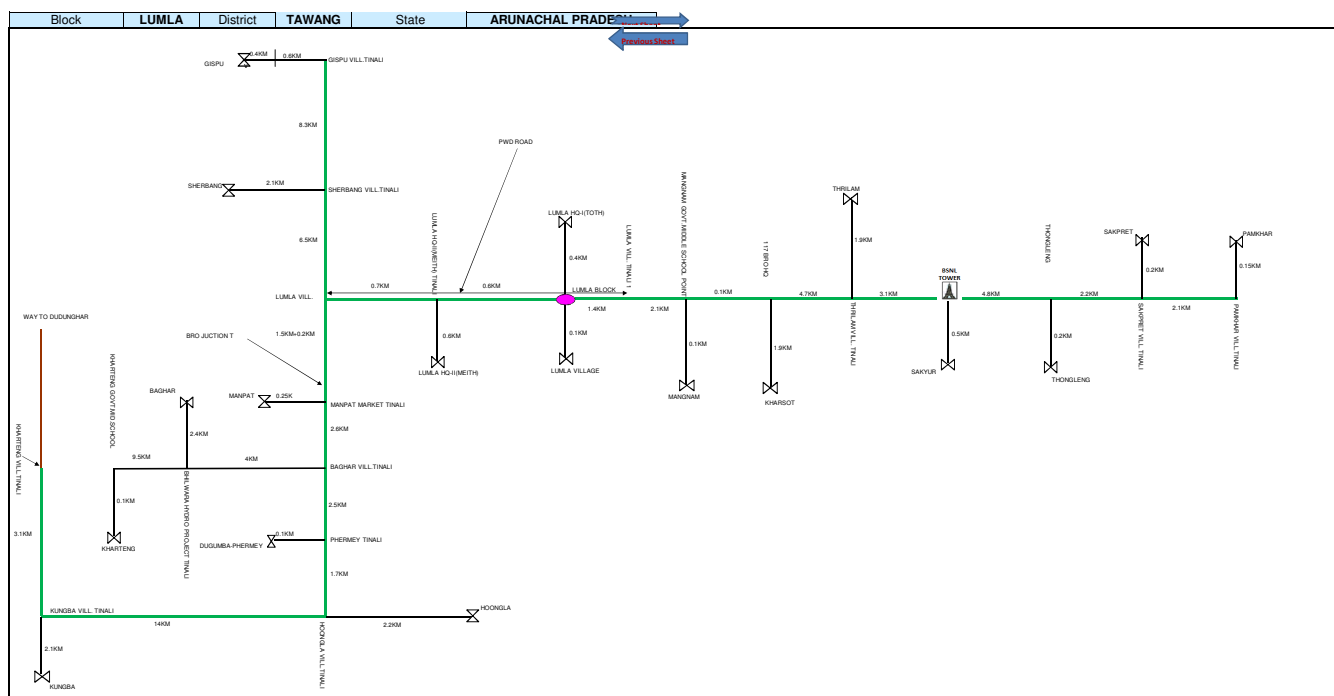 Block LUMLA District TAWANG State ARUNACHAL PRADESH
Previous Sheet
0.4KM 0.6KM
GISPU GISPU VILL.TINALI
8.3KM
PWD ROAD
SHERBANG 2.1KM SHERBANG VILL.TINALI
6.5KM
LUMLA HQ-II(MEITH) TINALI
LUMLA HQ-I(TOTH)
0.4KM
LUMLA VILL. TINALI 1
MANGNAM GOVT.MIDDLE SCHOOL POINT
117 BRO HQ
THRILAM
1.9KM
BSNL
TOWER
THONGLENG
SAKPRET
0.2KM
PAMKHAR
0.15KM
LUMLA VILL. 0.7KM 0.6KM LUMLA BLOCK 1.4KM 2.1KM 0.1KM 4.7KM 3.1KM 4.8KM 2.2KM 2.1KM
0.6KM
LUMLA HQ-II(MEITH)
0.1KM
LUMLA VILLAGE
0.1KM
MANGNAM
1.9KM
KHARSOT
THRILAM VILL. TINALI
0.5KM
SAKYUR
0.2KM
THONGLENG
SAKPRET VILL.TINALI
PAMKHAR VILL.TINALI
WAY TO DUDUNGHAR
1.5KM+0.2KM
BRO JUCTION T
KHARTENG GOVT.MID.SCHOOL
BAGHAR
2.4KM
MANPAT 0.25K MANPAT MARKET TINALI
2.6KM
KHARTENG VILL.TINALI
9.5KM 4KM BAGHAR VILL.TINALI
0.1KM
KHARTENG
BHILWARA HYDRO PROJECT TINALI
2.5KM
3.1KM
DUGUMBA-PHERMEY 0.1KM PHERMEY TINALI
1.7KM
KUNGBA VILL. TINALI
14KM
HOONGLA VILL.TINALI
2.2KM
HOONGLA
2.1KM
KUNGBA